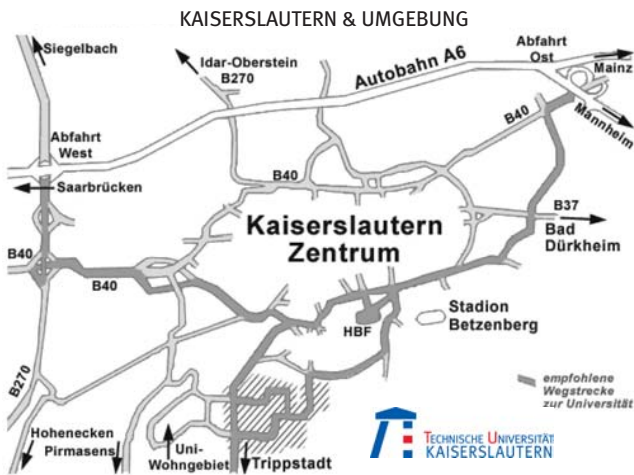 KAISERSLAUTERN & UMGEBUNG
Siegelbach
Idar-Oberstein
B270
Autobahn A6
Abfahrt
Ost
Mainz
Mannheim
Abfahrt
West
B40
B40
Saarbrücken
B37
Bad
Dürkheim
Kaiserslautern
Zentrum
B40
B40
HBF
Stadion
Betzenberg
B270
empfohlene
Wegstrecke
zur Universität
Hohenecken
Pirmasens
Uni-
Wohngebiet
Trippstadt
TECHNISCHE UNIVERSITÄT
KAISERSLAUTERN